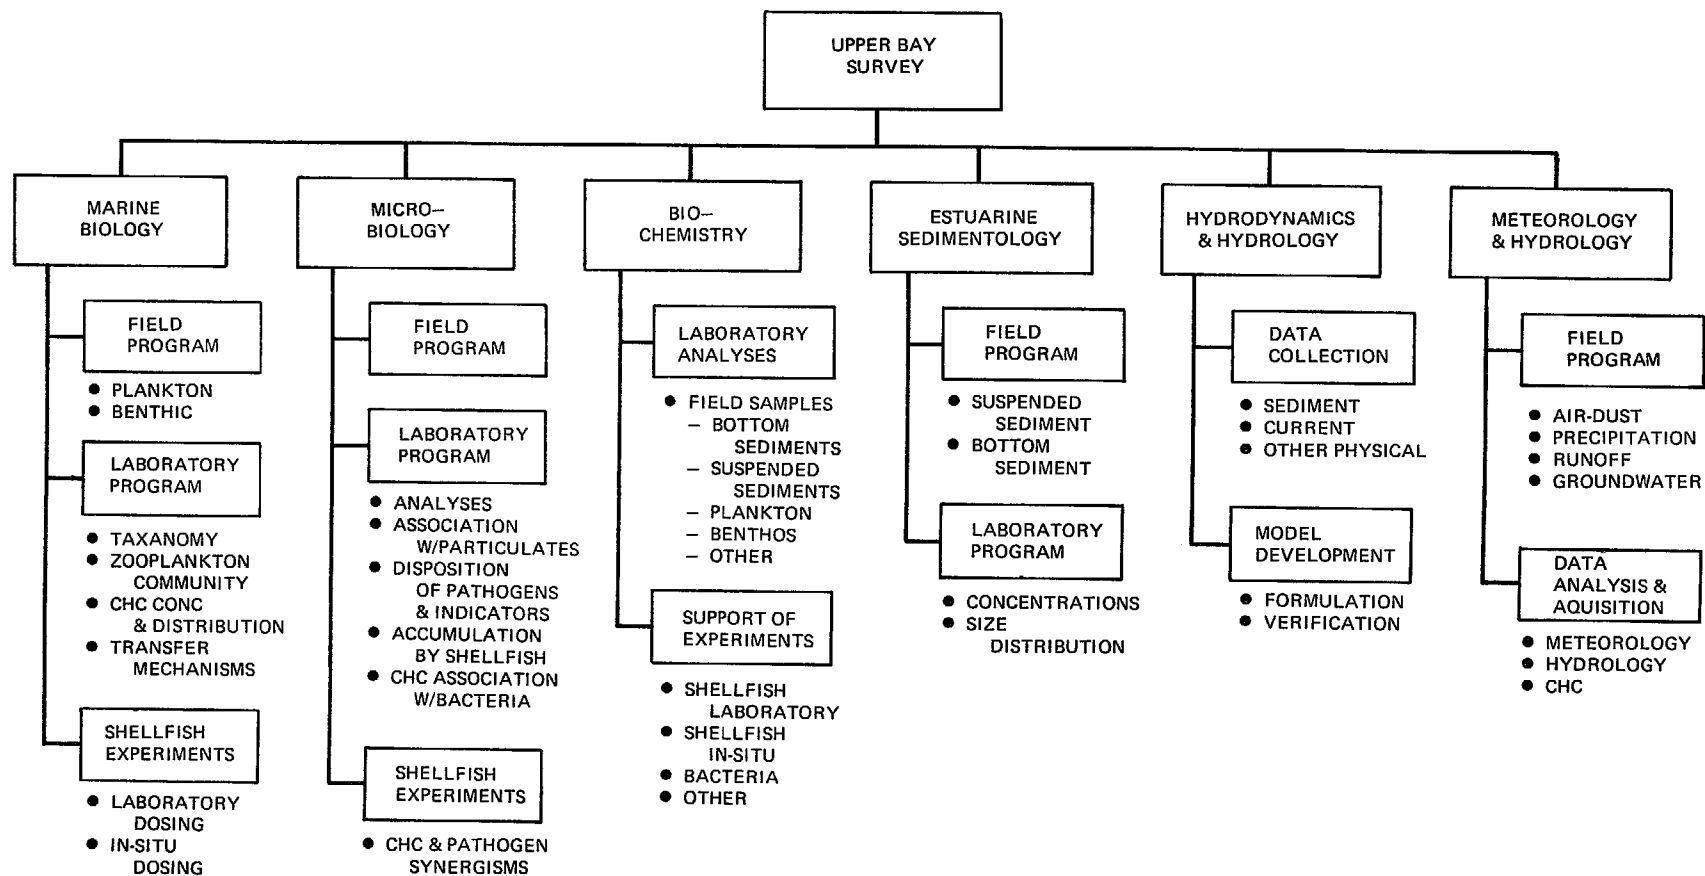 UPPER BAY
SURVEY
MARINE
BIOLOGY
FIELD
PROGRAM
● PLANKTON
● BENTHIC
LABORATORY
PROGRAM
● TAXANOMY
● ZOOPLANKTON
COMMUNITY
● CHC CONC
& DISTRIBUTION
● TRANSFER
MECHANISMS
SHELLFISH
EXPERIMENTS
● LABORATORY
DOSING
● IN-SITU
DOSING
MICRO–
BIOLOGY
FIELD
PROGRAM
LABORATORY
PROGRAM
● ANALYSES
● ASSOCIATION
W/PARTICULATES
● DISPOSITION
OF PATHOGENS
& INDICATORS
● ACCUMULATION
BY SHELLFISH
● CHC ASSOCIATION
W/BACTERIA
SHELLFISH
EXPERIMENTS
● CHC & PATHOGEN
SYNERGISMS
BIO–
CHEMISTRY
LABORATORY
ANALYSES
● FIELD SAMPLES
– BOTTOM
SEDIMENTS
– SUSPENDED
SEDIMENTS
– PLANKTON
– BENTHOS
– OTHER
SUPPORT OF
EXPERIMENTS
● SHELLFISH
LABORATORY
● SHELLFISH
IN-SITU
● BACTERIA
● OTHER
ESTUARINE
SEDIMENTOLOGY
FIELD
PROGRAM
● SUSPENDED
SEDIMENT
● BOTTOM
SEDIMENT
LABORATORY
PROGRAM
● CONCENTRATIONS
● SIZE
DISTRIBUTION
HYDRODYNAMICS
& HYDROLOGY
DATA
COLLECTION
● SEDIMENT
● CURRENT
● OTHER PHYSICAL
MODEL
DEVELOPMENT
● FORMULATION
● VERIFICATION
METEOROLOGY
& HYDROLOGY
FIELD
PROGRAM
● AIR-DUST
● PRECIPITATION
● RUNOFF
● GROUNDWATER
DATA
ANALYSIS &
AQUISITION
● METEOROLOGY
● HYDROLOGY
● CHC